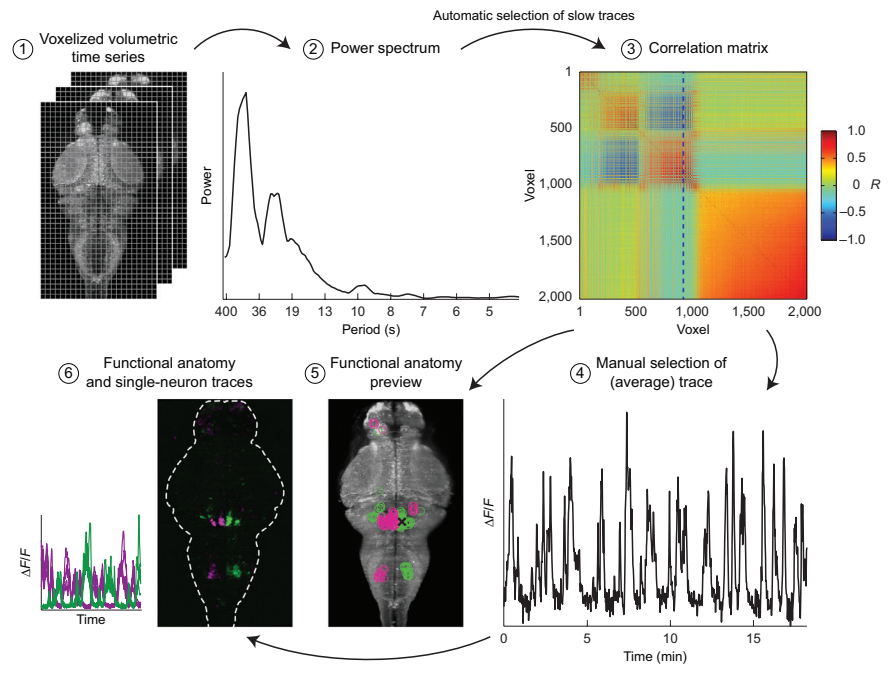 Automatic selection of slow traces
1 Voxelized volumetric
time series
2 Power spectrum
3 Correlation matrix
Power
400 36 19 13 10 8 7 6 5
Period (s)
1
500
1,000
1,500
2,000
Voxel
1 500 1,000 1,500 2,000
Voxel
1.0
0.5
0 R
–0.5
–1.0
6 Functional anatomy
and single-neuron traces
5 Functional anatomy
preview
4 Manual selection of
(average) trace
ΔF/F
Time
ΔF/F
0 5 10 15
Time (min)